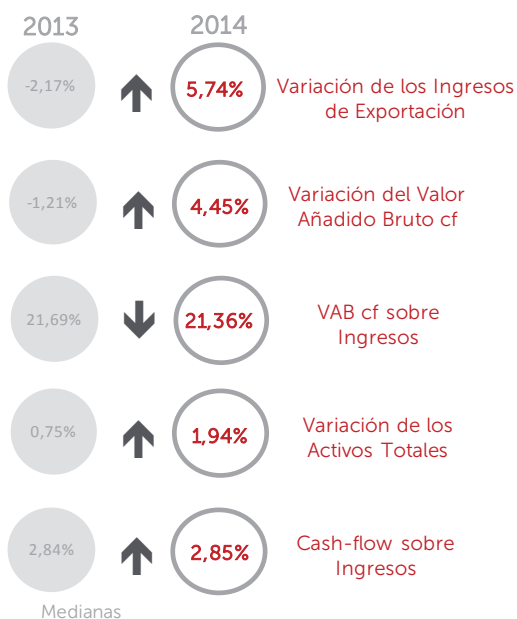 2013
2014
-2,17%
5,74%
Variación de los Ingresos
de Exportación
-1,21%
4,45%
Variación del Valor
Añadido Bruto cf
21,69%
21,36%
VAB cf sobre
Ingresos
0,75%
1,94%
Variación de los
Activos Totales
2,84%
2,85%
Cash-flow sobre
Ingresos
Medianas